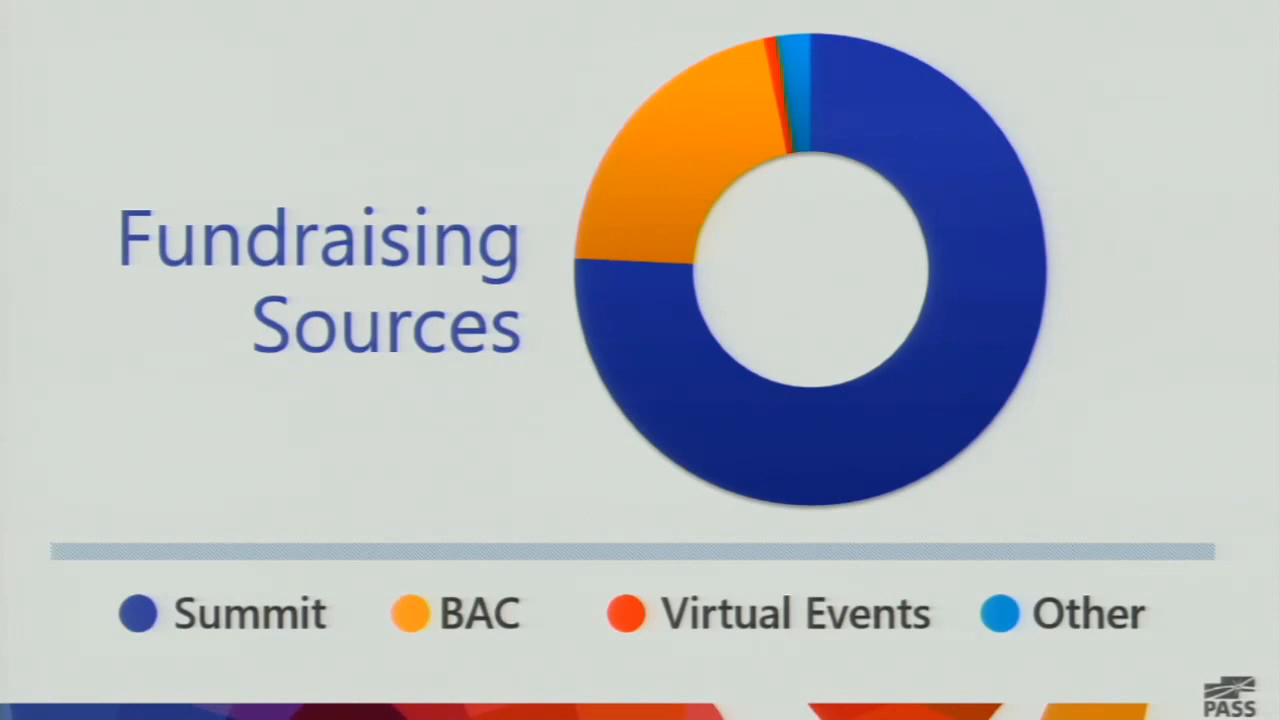 Fundraising
Sources
Summit
BAC
Virtual Events
Other
PASS